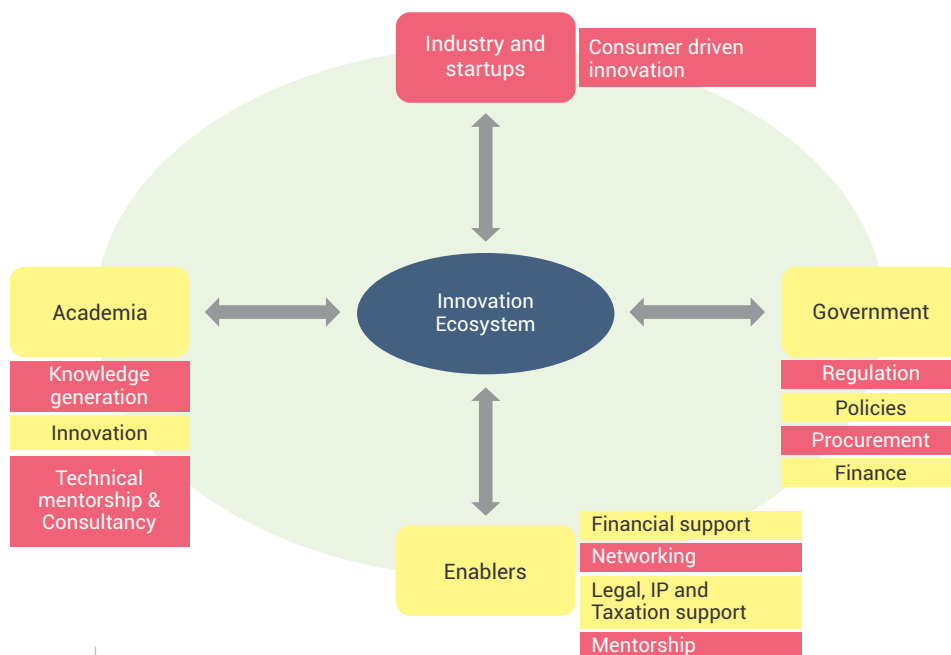 Industry and
startups
Consumer driven
innovation
Academia
Innovation
Ecosystem
Government
Knowledge
generation
Innovation
Technical
mentorship &
Consultancy
Regulation
Policies
Procurement
Finance
Enablers
Financial support
Networking
Legal, IP and
Taxation support
Mentorship